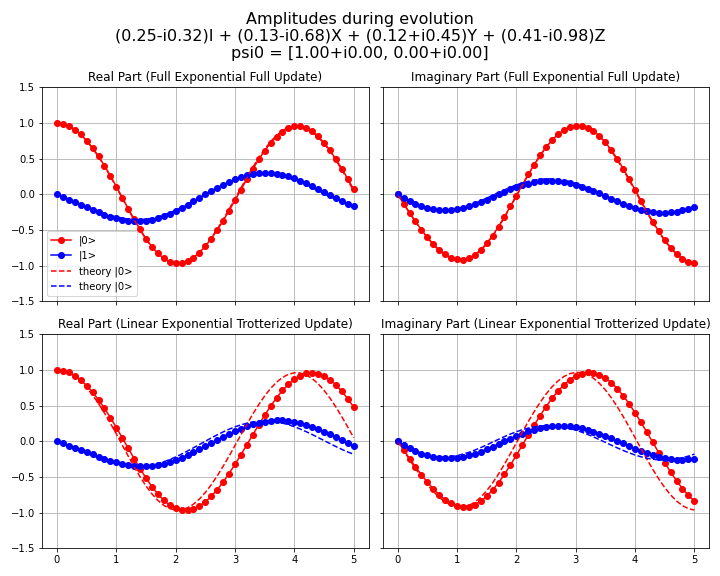 Amplitudes during evolution
(0.25-i0.32)I + (0.13-i0.68)X + (0.12+i0.45)Y + (0.41-i0.98)Z
psi0 = [1.00+i0.00, 0.00+i0.00]
Real Part (Full Exponential Full Update)
Imaginary Part (Full Exponential Full Update)
1.5
1.0
0.5
0.0
−0.5
−1.0
−1.5
|0>
|1>
theory |0>
theory |0>
Real Part (Linear Exponential Trotterized Update)
Imaginary Part (Linear Exponential Trotterized Update)
1.5
1.0
0.5
0.0
−0.5
−1.0
−1.5
0 1 2 3 4 5
0 1 2 3 4 5